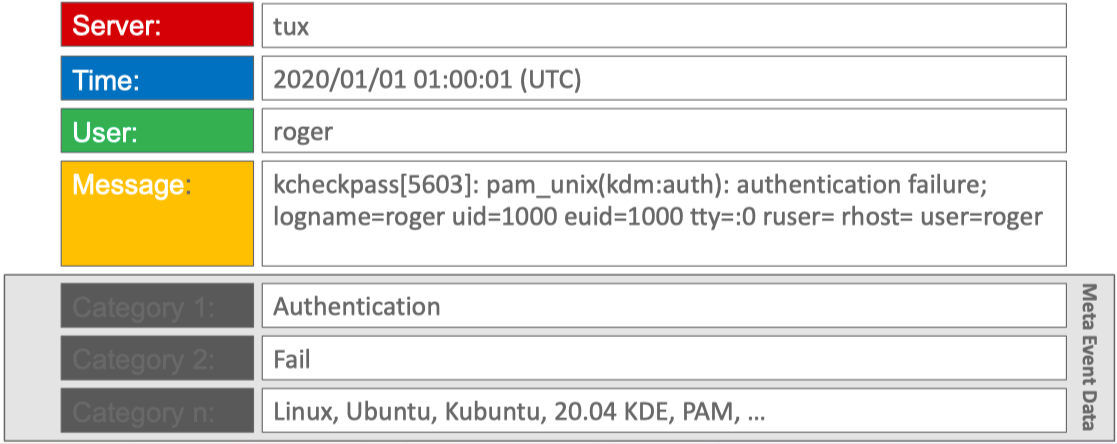 Server: tux
Time: 2020/01/01 01:00:01 (UTC)
User: roger
Message: kcheckpass[5603]: pam_unix(kdm:auth): authentication failure;
logname=roger uid=1000 euid=1000 tty=:0 ruser= rhost= user=roger
Category 1: Authentication
Category 2: Fail
Category n: Linux, Ubuntu, Kubuntu, 20.04 KDE, PAM, ...
Meta Event Data